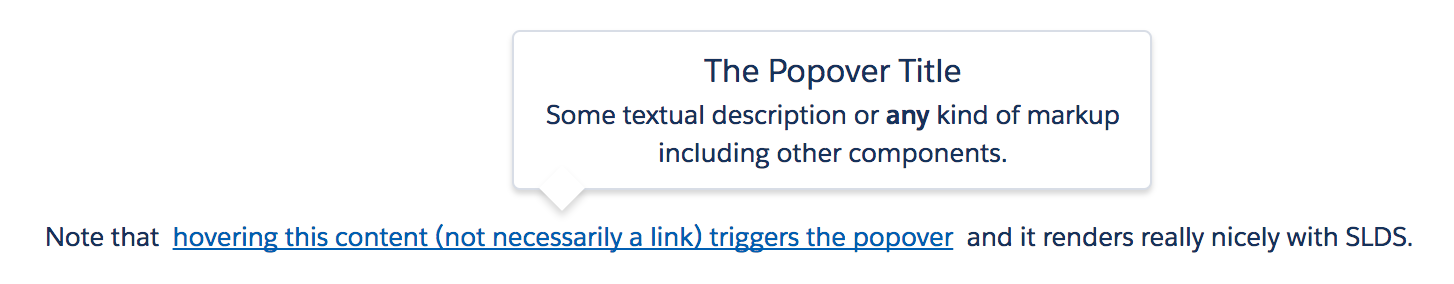 The Popover Title
Some textual description or any kind of markup
including other components.
Note that hovering this content (not necessarily a link) triggers the popover and it renders really nicely with SLDS.